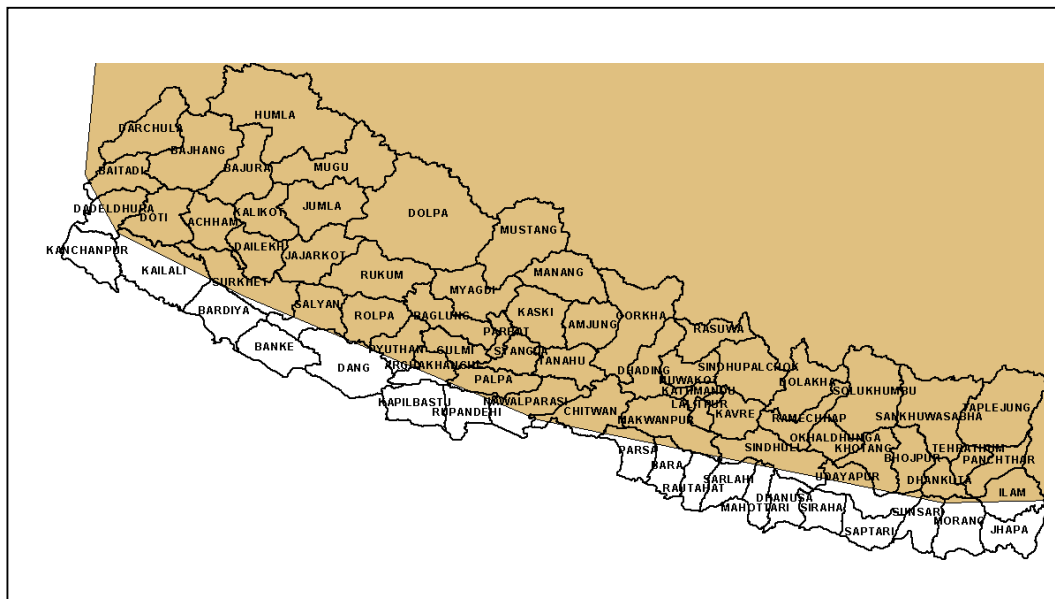 HUMLA
DARCHULA
BAJHANG
BAITADI
BAJURA
MUGU
DADELDHURA
DOTI
ACHHAM
KALIKOT
JUMLA
DOLPA
MUSTANG
KANCHANPUR
KAILALI
DAILEKH
JAJARKOT
SURKHET
RUKUM
MANANG
MYAGDI
BARDIYA
SALYAN
ROLPA
BAGLUNG
KASKI
LAMJUNG
GORKHA
PARBAT
RASUWA
BANKE
DANG
PYUTHAN
GULMI
SYANGJA
TANAHU
ARGHAKHANCHI
DHADING
NUWAKOT
SINDHUPALCHOK
DOLAKHA
SOLUKHUMBU
PALPA
KATHMANDU
LALITPUR
KAPILBASTU
RUPANDEHI
NAWALPARASI
CHITWAN
MAKWANPUR
KAVRE
RAMECHHAP
SANKHUWASABHA
TAPLEJUNG
OKHALDHUNGA
KHOTANG
SINDHULI
BHOJPUR
TEHRATHUM
PANCHTHAR
PARSA
BARA
RAUTAHAT
SARLAHI
MAHOTTARI
DHANUSA
SIRAHA
UDAYAPUR
DHANKUTA
ILAM
SAPTARI
SUNSARI
MORANG
JHAPA